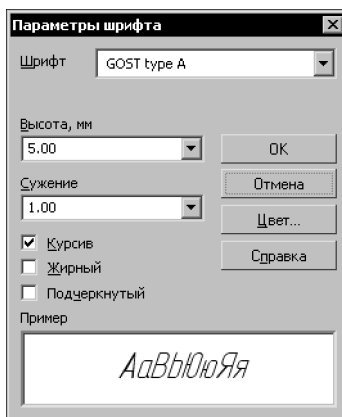 Параметры шрифта
Шрифт
GOST type A
Высота, мм
5.00
OK
Сужение
Отмена
1.00
Цвет...
Курсив
Справка
Жирный
Подчеркнутый
Пример
АаВЬЮюЯя